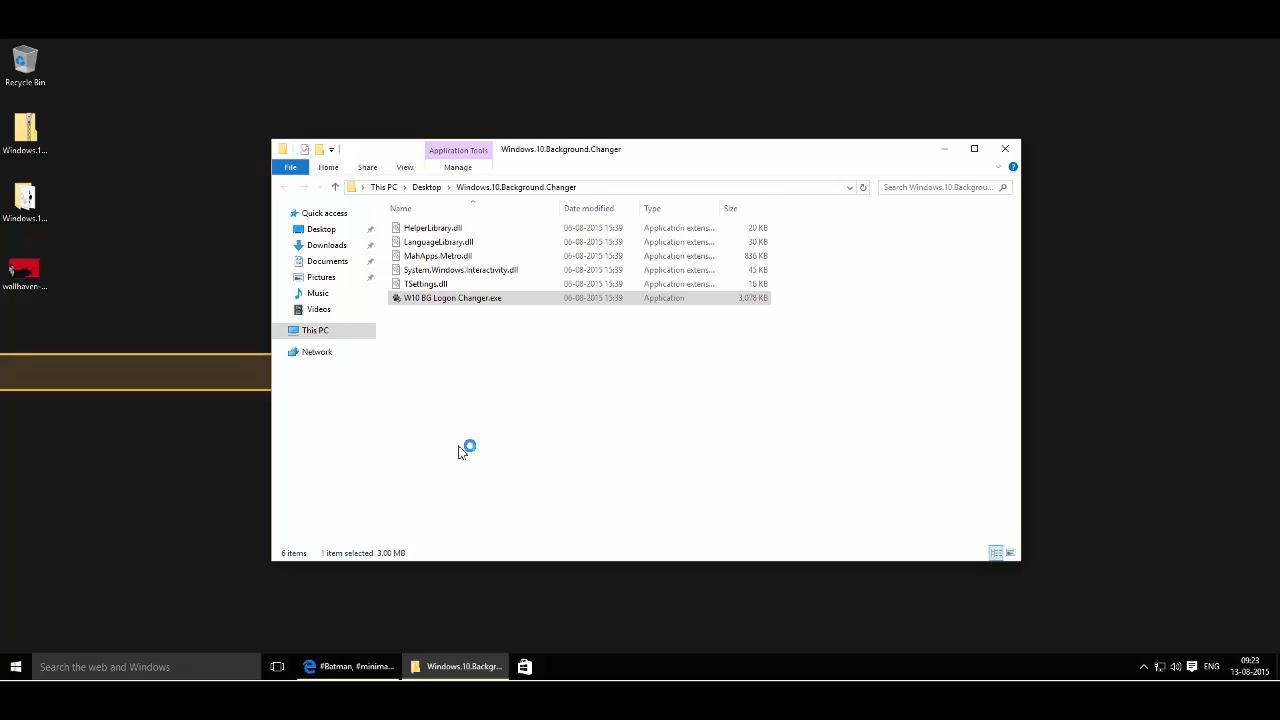 Recycle Bin
Windows.1...
Windows.1...
wallhaven-...
Application Tools
Windows.10.Background.Changer
File
Home
Share
View
Manage
This PC
Desktop
Windows.10.Background.Changer
Search Windows.10.Backgrou...
Quick access
Desktop
Downloads
Documents
Pictures
Music
Videos
This PC
Network
Name
Date modified
Type
Size
HelperLibrary.dll 06-08-2015 15:39 Application extens... 20 KB
LanguageLibrary.dll 06-08-2015 15:39 Application extens... 30 KB
MahApps.Metro.dll 06-08-2015 15:39 Application extens... 836 KB
System.Windows.Interactivity.dll 06-08-2015 15:39 Application extens... 45 KB
TSettings.dll 06-08-2015 15:39 Application extens... 16 KB
W10 BG Logon Changer.exe 06-08-2015 15:39 Application 3,078 KB
6 items
1 item selected 3.00 MB
Search the web and Windows
#Batman, #minima...
Windows.10.Backgr...
ENG
09:23
13-08-2015